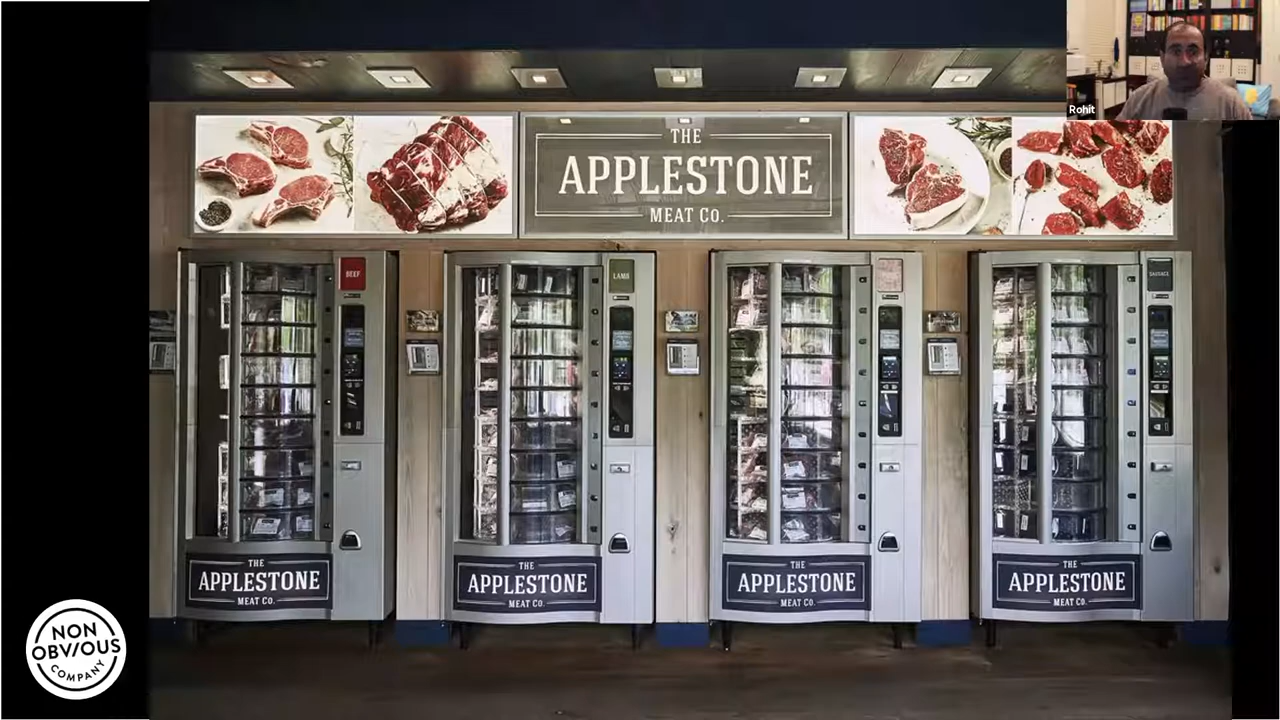 Rohit
THE
APPLESTONE
MEAT CO.
BEEF
LAMB
SAUSAGE
THE
APPLESTONE
MEAT CO.
THE
APPLESTONE
MEAT CO.
THE
APPLESTONE
MEAT CO.
THE
APPLESTONE
MEAT CO.
NON
OBV/OUS
COMPANY